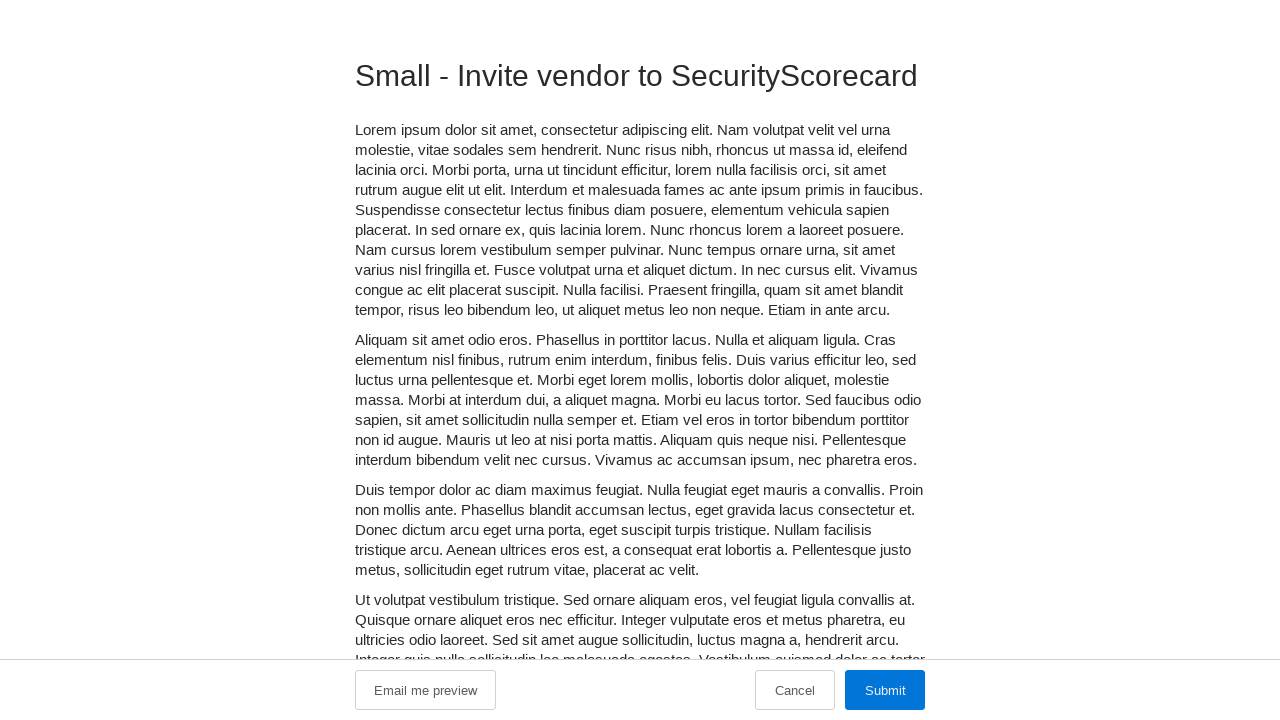 Small - Invite vendor to SecurityScorecard
Lorem ipsum dolor sit amet, consectetur adipiscing elit. Nam volutpat velit vel urna
molestie, vitae sodales sem hendrerit. Nunc risus nibh, rhoncus ut massa id, eleifend
lacinia orci. Morbi porta, urna ut tincidunt efficitur, lorem nulla facilisis orci, sit amet
rutrum augue elit ut elit. Interdum et malesuada fames ac ante ipsum primis in faucibus.
Suspendisse consectetur lectus finibus diam posuere, elementum vehicula sapien
placerat. In sed ornare ex, quis lacinia lorem. Nunc rhoncus lorem a laoreet posuere.
Nam cursus lorem vestibulum semper pulvinar. Nunc tempus ornare urna, sit amet
varius nisl fringilla et. Fusce volutpat urna et aliquet dictum. In nec cursus elit. Vivamus
congue ac elit placerat suscipit. Nulla facilisi. Praesent fringilla, quam sit amet blandit
tempor, risus leo bibendum leo, ut aliquet metus leo non neque. Etiam in ante arcu.
Aliquam sit amet odio eros. Phasellus in porttitor lacus. Nulla et aliquam ligula. Cras
elementum nisl finibus, rutrum enim interdum, finibus felis. Duis varius efficitur leo, sed
luctus urna pellentesque et. Morbi eget lorem mollis, lobortis dolor aliquet, molestie
massa. Morbi at interdum dui, a aliquet magna. Morbi eu lacus tortor. Sed faucibus odio
sapien, sit amet sollicitudin nulla semper et. Etiam vel eros in tortor bibendum porttitor
non id augue. Mauris ut leo at nisi porta mattis. Aliquam quis neque nisi. Pellentesque
interdum bibendum velit nec cursus. Vivamus ac accumsan ipsum, nec pharetra eros.
Duis tempor dolor ac diam maximus feugiat. Nulla feugiat eget mauris a convallis. Proin
non mollis ante. Phasellus blandit accumsan lectus, eget gravida lacus consectetur et.
Donec dictum arcu eget urna porta, eget suscipit turpis tristique. Nullam facilisis
tristique arcu. Aenean ultrices eros est, a consequat erat lobortis a. Pellentesque justo
metus, sollicitudin eget rutrum vitae, placerat ac velit.
Ut volutpat vestibulum tristique. Sed ornare aliquam eros, vel feugiat ligula convallis at.
Quisque ornare aliquet eros nec efficitur. Integer vulputate eros et metus pharetra, eu
ultricies odio laoreet. Sed sit amet augue sollicitudin, luctus magna a, hendrerit arcu.
Email me preview
Cancel
Submit